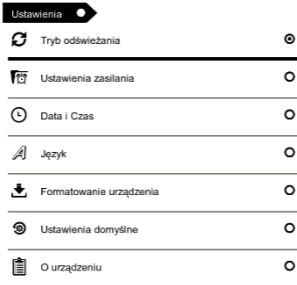 Ustawienia
Tryb odświeżania
Ustawienia zasilania
Data i Czas
Język
Formatowanie urządzenia
Ustawienia domyślne
O urządzeniu